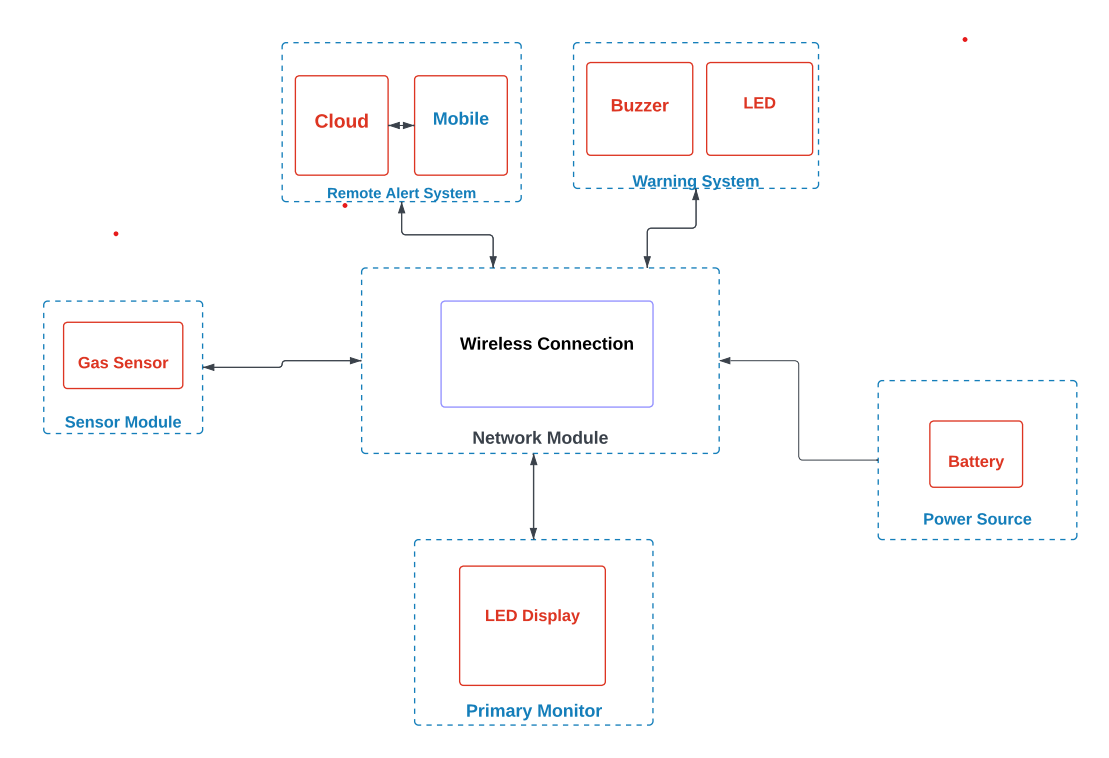 Cloud
Mobile
Remote Alert System
Buzzer
LED
Warning System
Gas Sensor
Sensor Module
Wireless Connection
Network Module
Battery
Power Source
LED Display
Primary Monitor